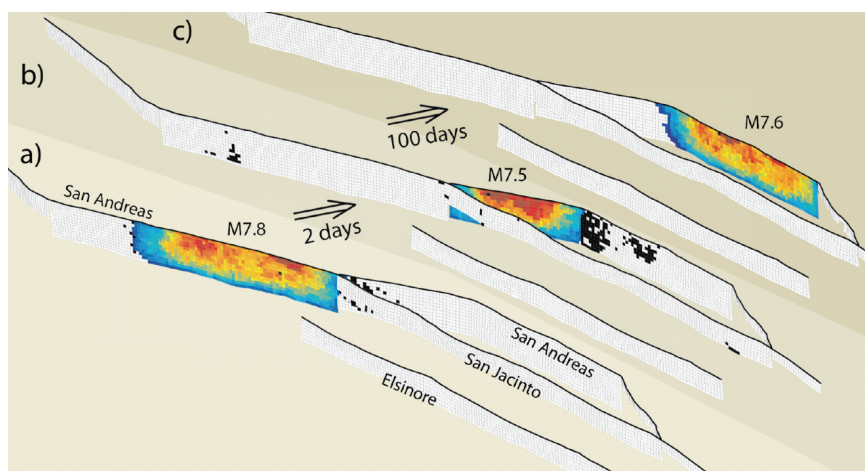 c)
b)
100 days
M7.6
a)
M7.5
San Andreas
M7.8
2 days
San Andreas
San Jacinto
Elsinore